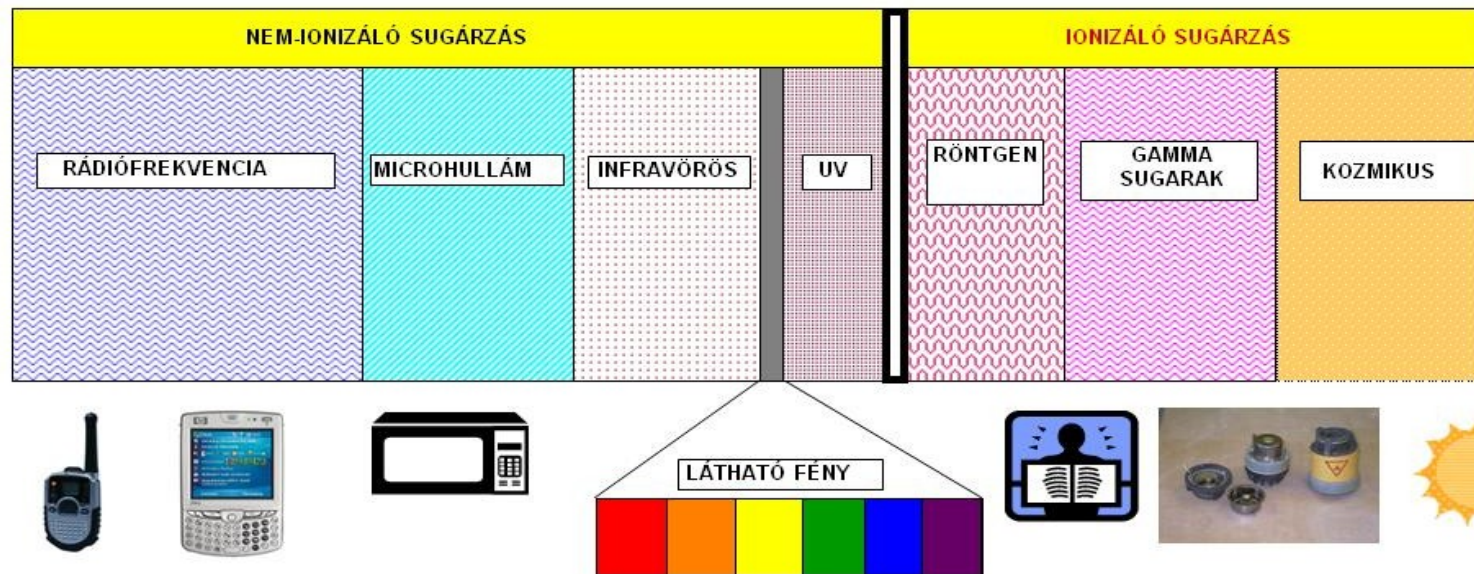 NEM-IONIZÁLÓ SUGÁRZÁS
IONIZÁLÓ SUGÁRZÁS
RÁDIÓFREKVENCIA
MICROHULLÁM
INFRAVÖRÖS
UV
RÖNTGEN
GAMMA
SUGARAK
KOZMIKUS
LÁTHATÓ FÉNY